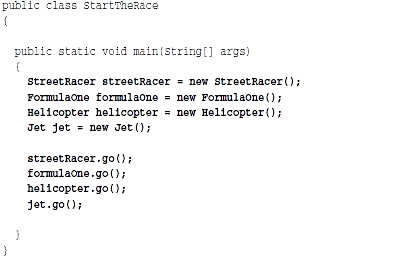 public class StartTheRace
{
public static void main(String[] args)
{
StreetRacer streetRacer = new StreetRacer();
FormulaOne formulaOne = new FormulaOne();
Helicopter helicopter = new Helicopter();
Jet jet = new Jet();
streetRacer.go();
formulaOne.go();
helicopter.go();
jet.go();
}
}